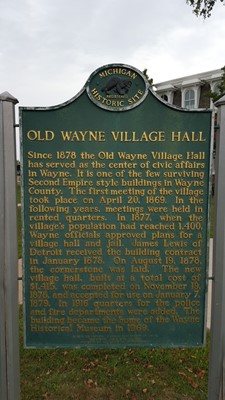 MICHIGAN
HISTORIC SITE
OLD WAYNE VILLAGE HALL
Since 1878 the Old Wayne Village Hall
has served as the center of civic affairs
in Wayne. It is one of the few surviving
Second Empire style buildings in Wayne
County. The first meeting of the village
took place on April 20, 1869. In the
following years, meetings were held in
rented quarters. In 1877, when the
village's population had reached 1,400,
Wayne officials approved plans for a
village hall and jail. James Lewis of
Detroit received the building contract
in January 1878. On August 19, 1878,
the cornerstone was laid. The new
village hall, built at a total cost of
was completed on November 19,
1878, and accepted for use on January 7,
1879. In quarters for the police
and fire departments were added. The
building became the home of the Wayne
Historical Museum in